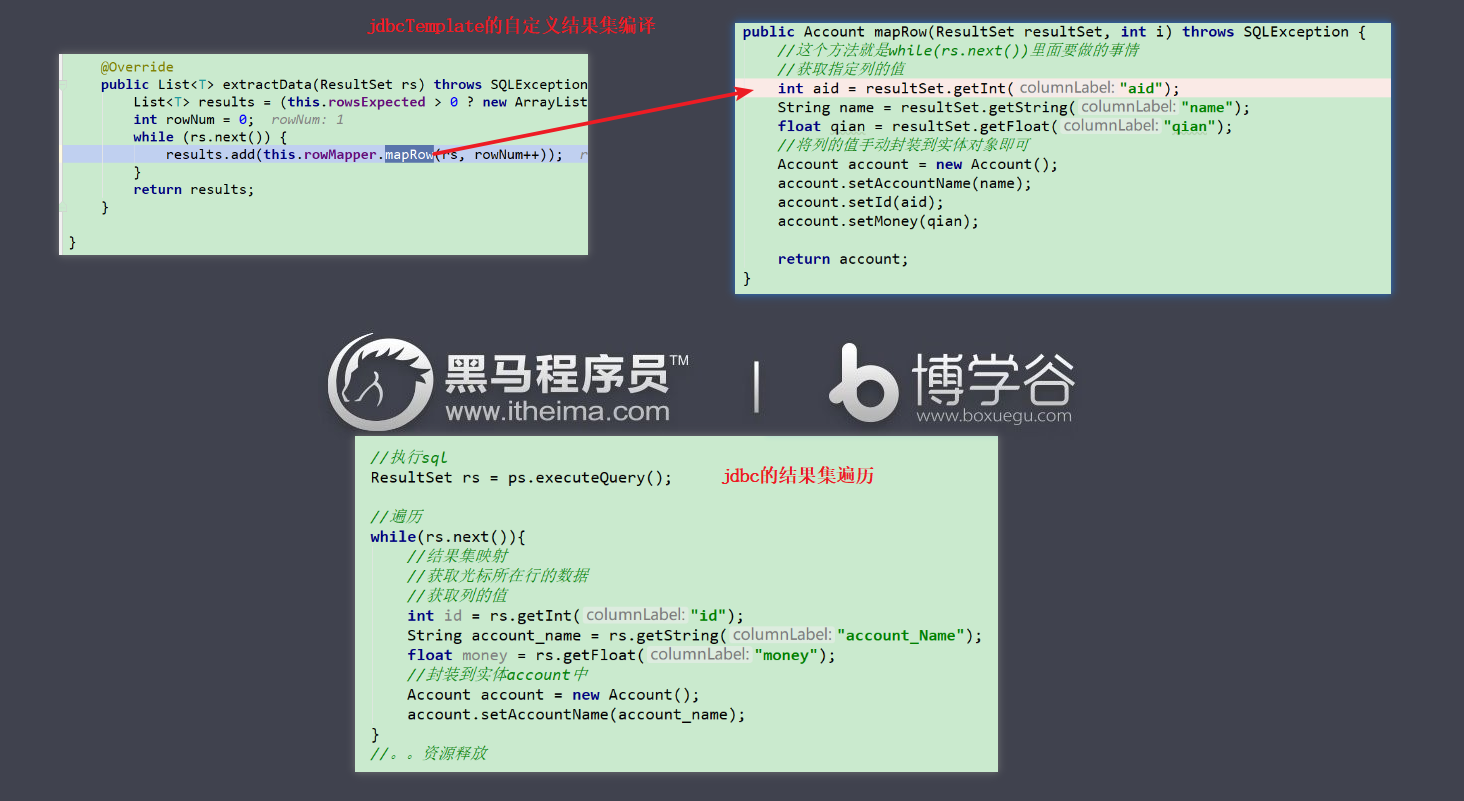 jdbcTemplate的自定义结果集编译
@Override
public List<T> extractData(ResultSet rs) throws SQLException
List<T> results = (this.rowsExpected > 0 ? new ArrayList
int rowNum = 0; rowNum: 1
while (rs.next()) {
results.add(this.rowMapper.mapRow(rs, rowNum++)); r
}
return results;
}
}
public Account mapRow(ResultSet resultSet, int i) throws SQLException {
//这个方法就是while(rs.next())里面要做的事情
//获取指定列的值
int aid = resultSet.getInt( columnLabel: "aid");
String name = resultSet.getString( columnLabel: "name");
float qian = resultSet.getFloat( columnLabel: "qian");
//将列的值手动封装到实体对象即可
Account account = new Account();
account.setAccountName(name);
account.setId(aid);
account.setMoney(qian);
return account;
}
黑马程序员™
www.itheima.com
博学谷
www.boxuegu.com
//执行sql
ResultSet rs = ps.executeQuery();
jdbc的结果集遍历
//遍历
while(rs.next()){
//结果集映射
//获取光标所在行的数据
//获取列的值
int id = rs.getInt( columnLabel: "id");
String account_name = rs.getString( columnLabel: "account_Name");
float money = rs.getFloat( columnLabel: "money");
//封装到实体account中
Account account = new Account();
account.setAccountName(account_name);
}
//。。资源释放